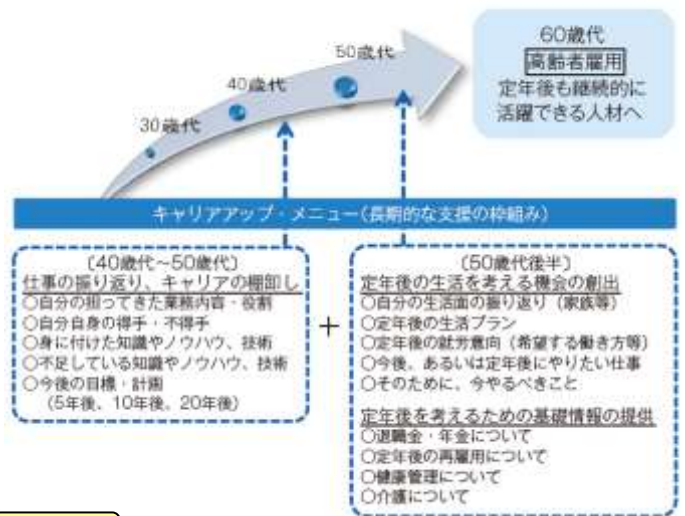 60歳代
高齢者雇用
定年後も継続的に
活躍できる人材へ
50歳代
40歳代
30歳代
キャリアアップ・メニュー(長期的な支援の枠組み)
〔40歳代～50歳代〕
仕事の振り返り、キャリアの棚卸し
○自分の担ってきた業務内容・役割
○自分自身の得手・不得手
○身に付けた知識やノウハウ、技術
○不足している知識やノウハウ、技術
○今後の目標・計画
(5年後、10年後、20年後)
+
〔50歳代後半〕
定年後の生活を考える機会の創出
○自分の生活面の振り返り(家族等)
○定年後の生活プラン
○定年後の就労意向(希望する働き方等)
○今後、あるいは定年後にやりたい仕事
○そのために、今やるべきこと
定年後を考えるための基礎情報の提供
○退職金・年金について
○定年後の再雇用について
○健康管理について
○介護について